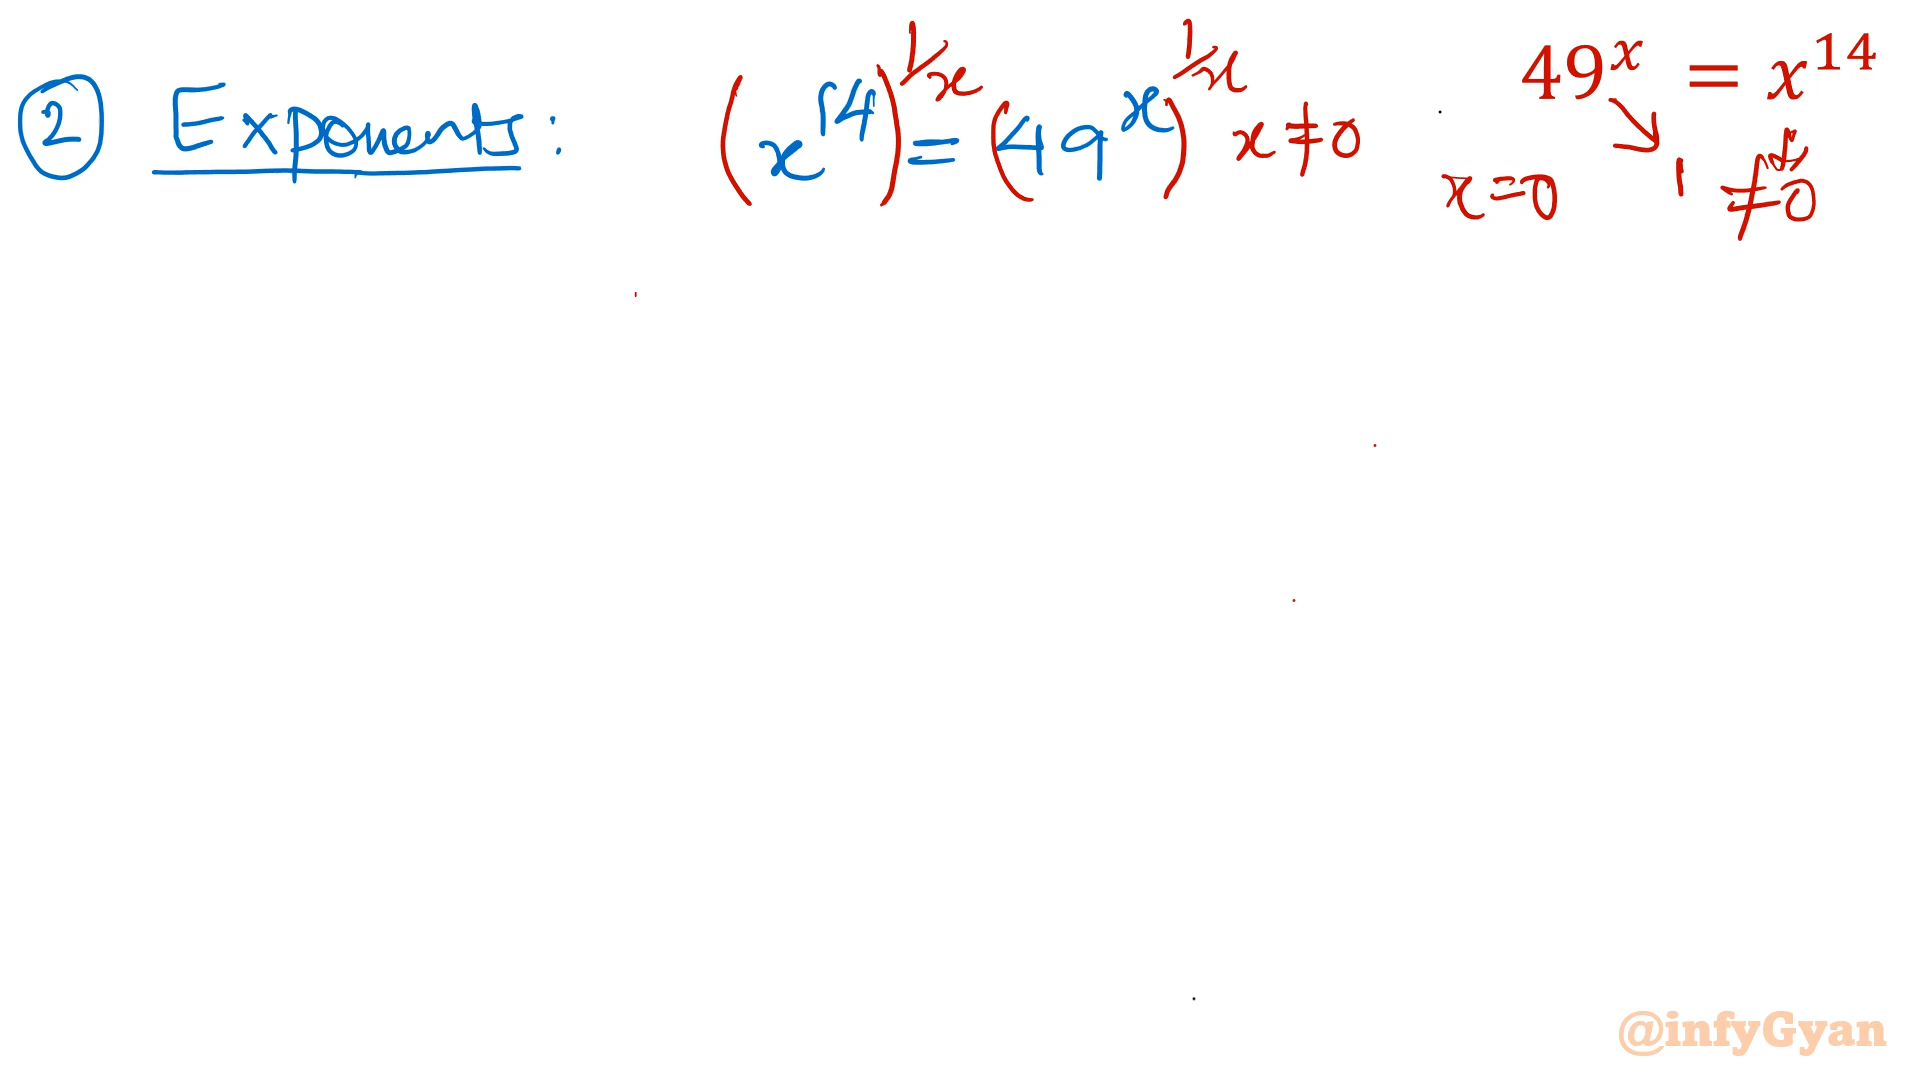 ② Exponents: (x^14)^1/x = (49^x)^1/x x ≠ 0
49^x = x^14
x = 0 1 ≠ 0
@infyGyan